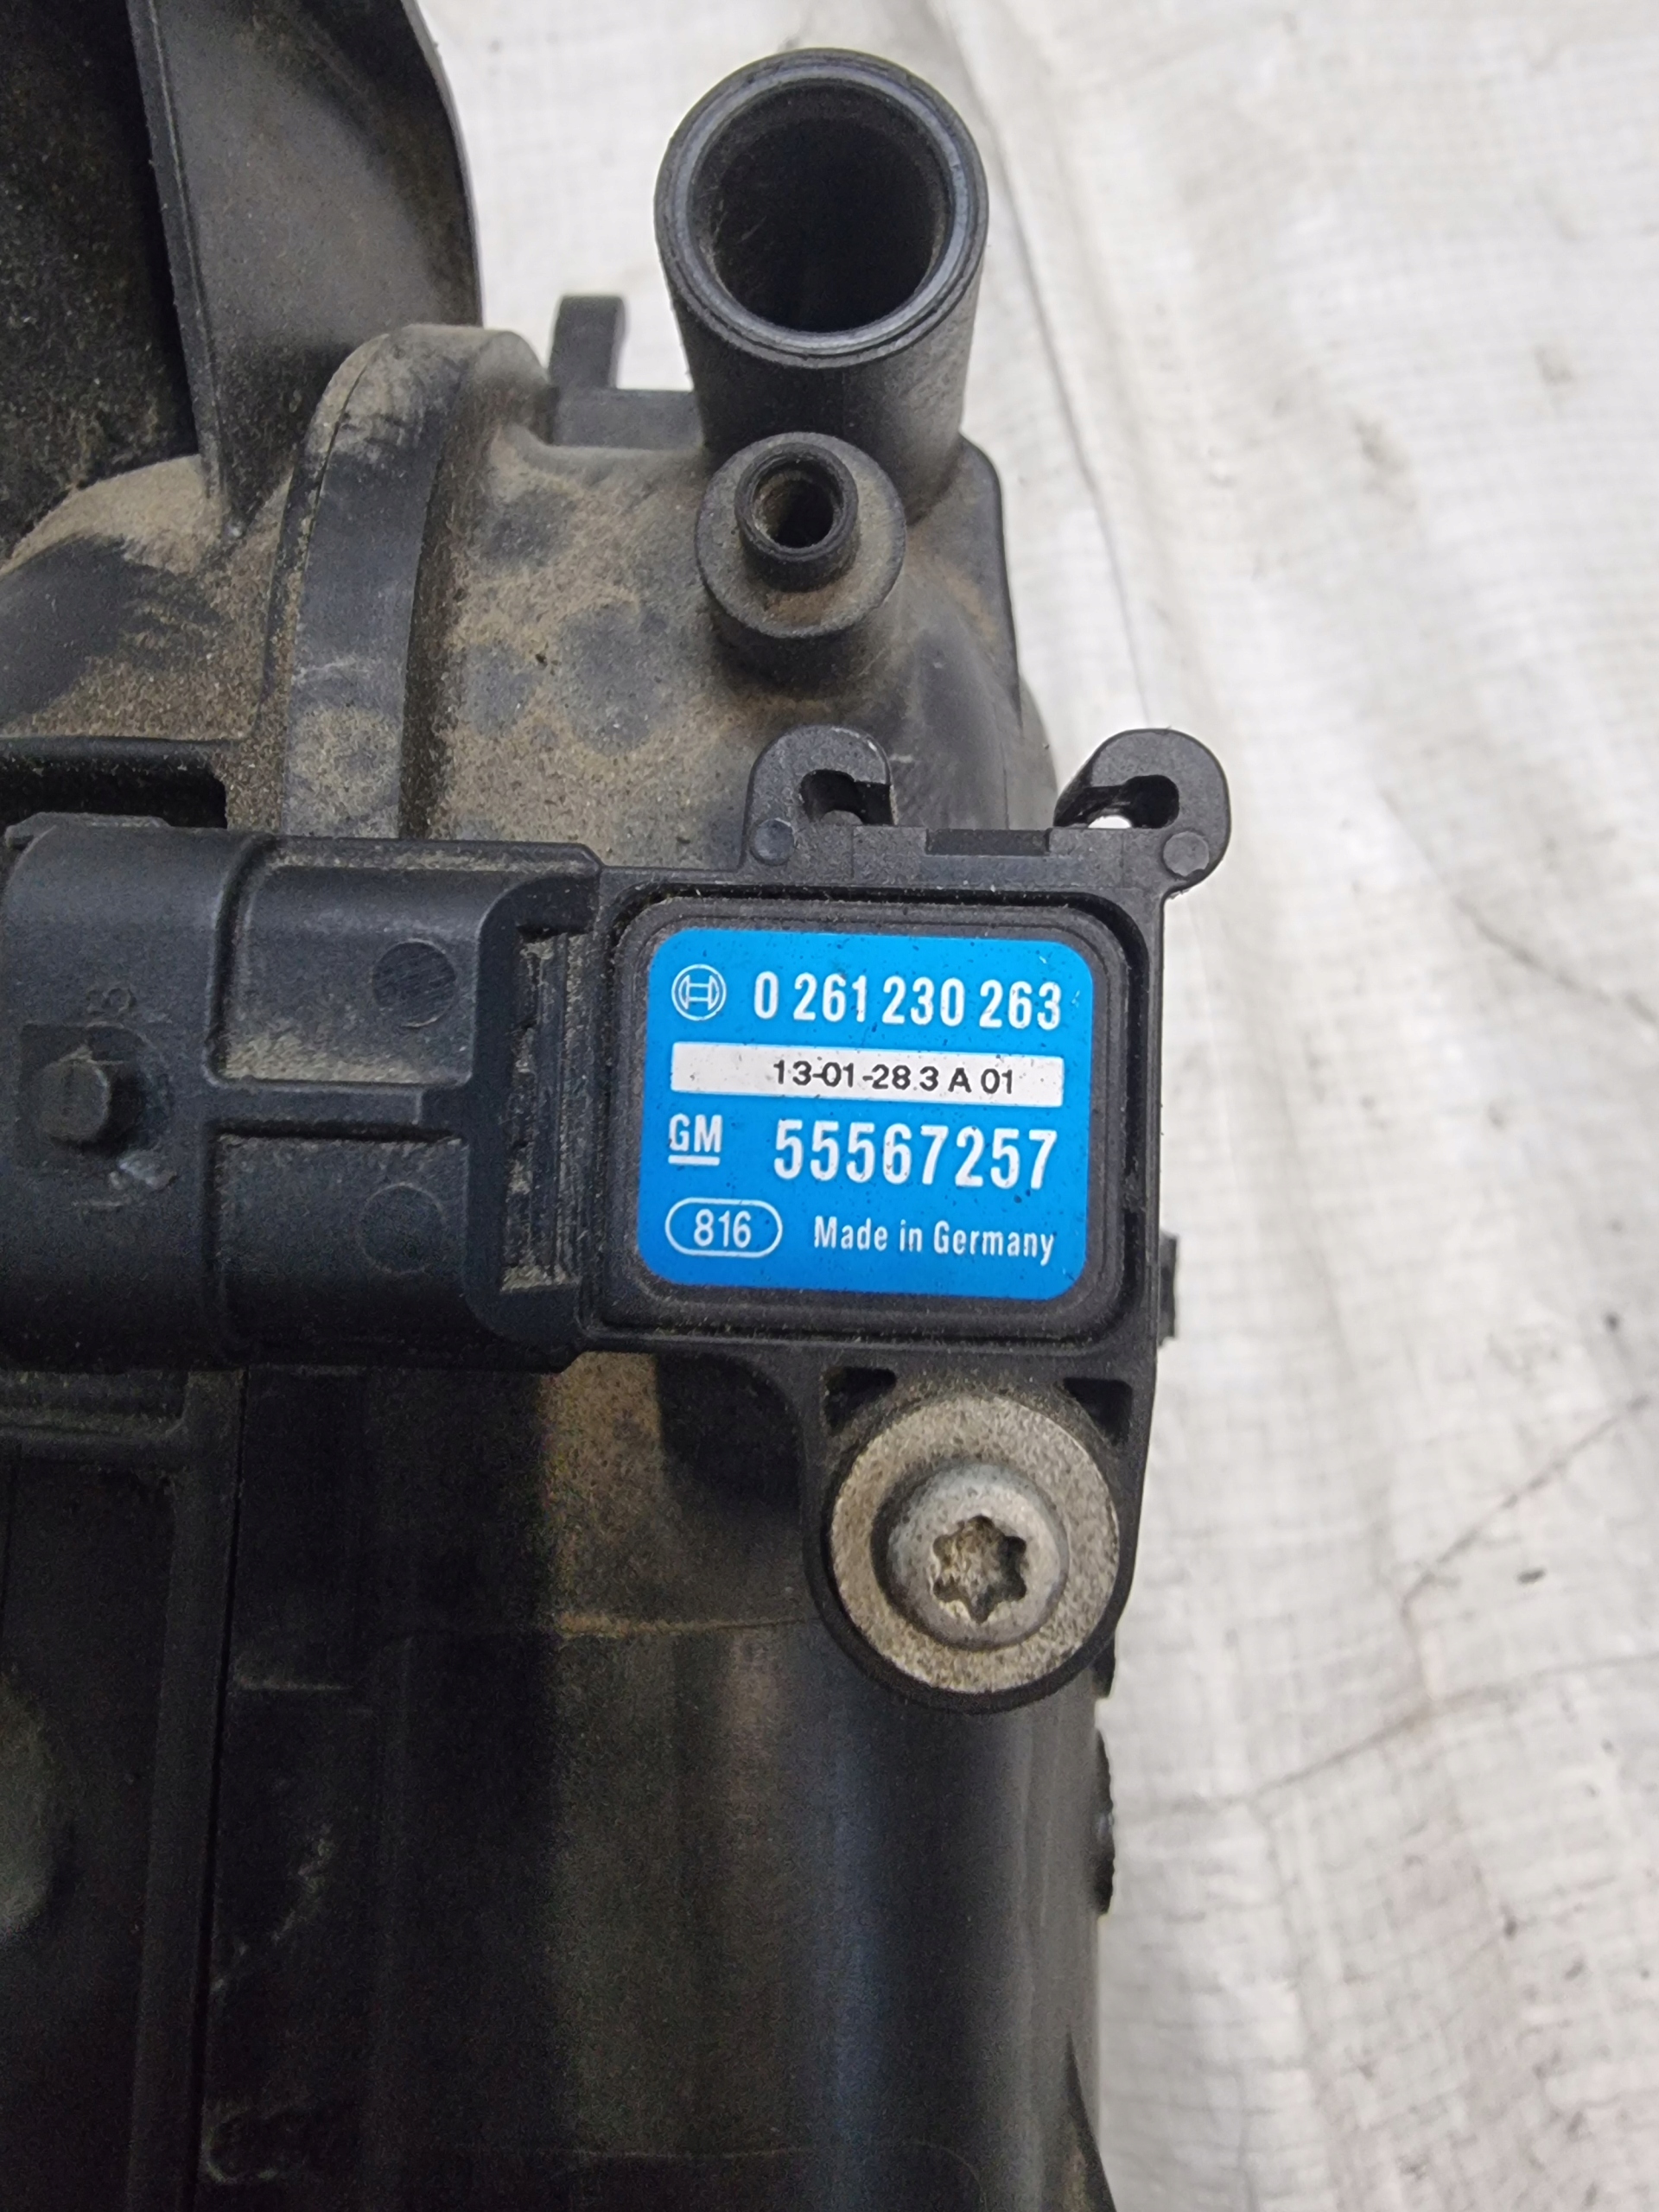 0 261 230 263
13-01-28.3 A 01
GM 55567257
816 Made in Germany